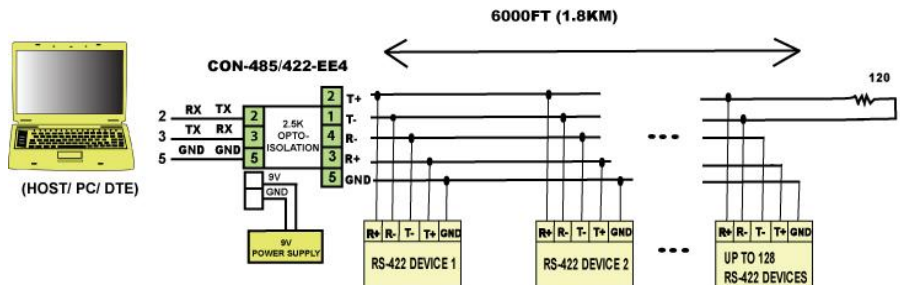 6000FT (1.8KM)
CON-485/422-EE4
120
2 RX TX 2
3 TX RX 3
5 GND GND 5
2.5K
OPTO-
ISOLATION
2 T+
1 T-
4 R-
3 R+
5 GND
(HOST/ PC/ DTE)
9V
GND
9V
POWER SUPPLY
R+ R- T- T+ GND
RS-422 DEVICE 1
R+ R- T- T+ GND
RS-422 DEVICE 2
R+ R- T- T+ GND
UP TO 128
RS-422 DEVICES